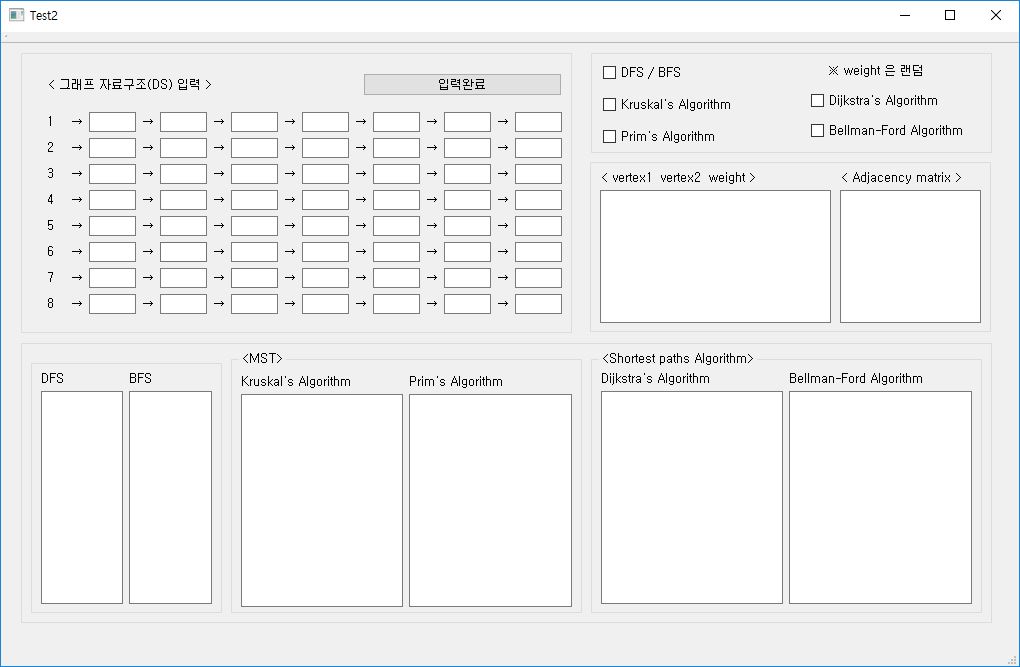 Test2
< 그래프 자료구조(DS) 입력 >
입력완료
1 → → → → → → →
2 → → → → → → →
3 → → → → → → →
4 → → → → → → →
5 → → → → → → →
6 → → → → → → →
7 → → → → → → →
8 → → → → → → →
DFS / BFS
※ weight 은 랜덤
Kruskal's Algorithm
Dijkstra's Algorithm
Prim's Algorithm
Bellman-Ford Algorithm
< vertex1 vertex2 weight >
< Adjacency matrix >
DFS
BFS
<MST>
Kruskal's Algorithm
Prim's Algorithm
<Shortest paths Algorithm>
Dijkstra's Algorithm
Bellman-Ford Algorithm